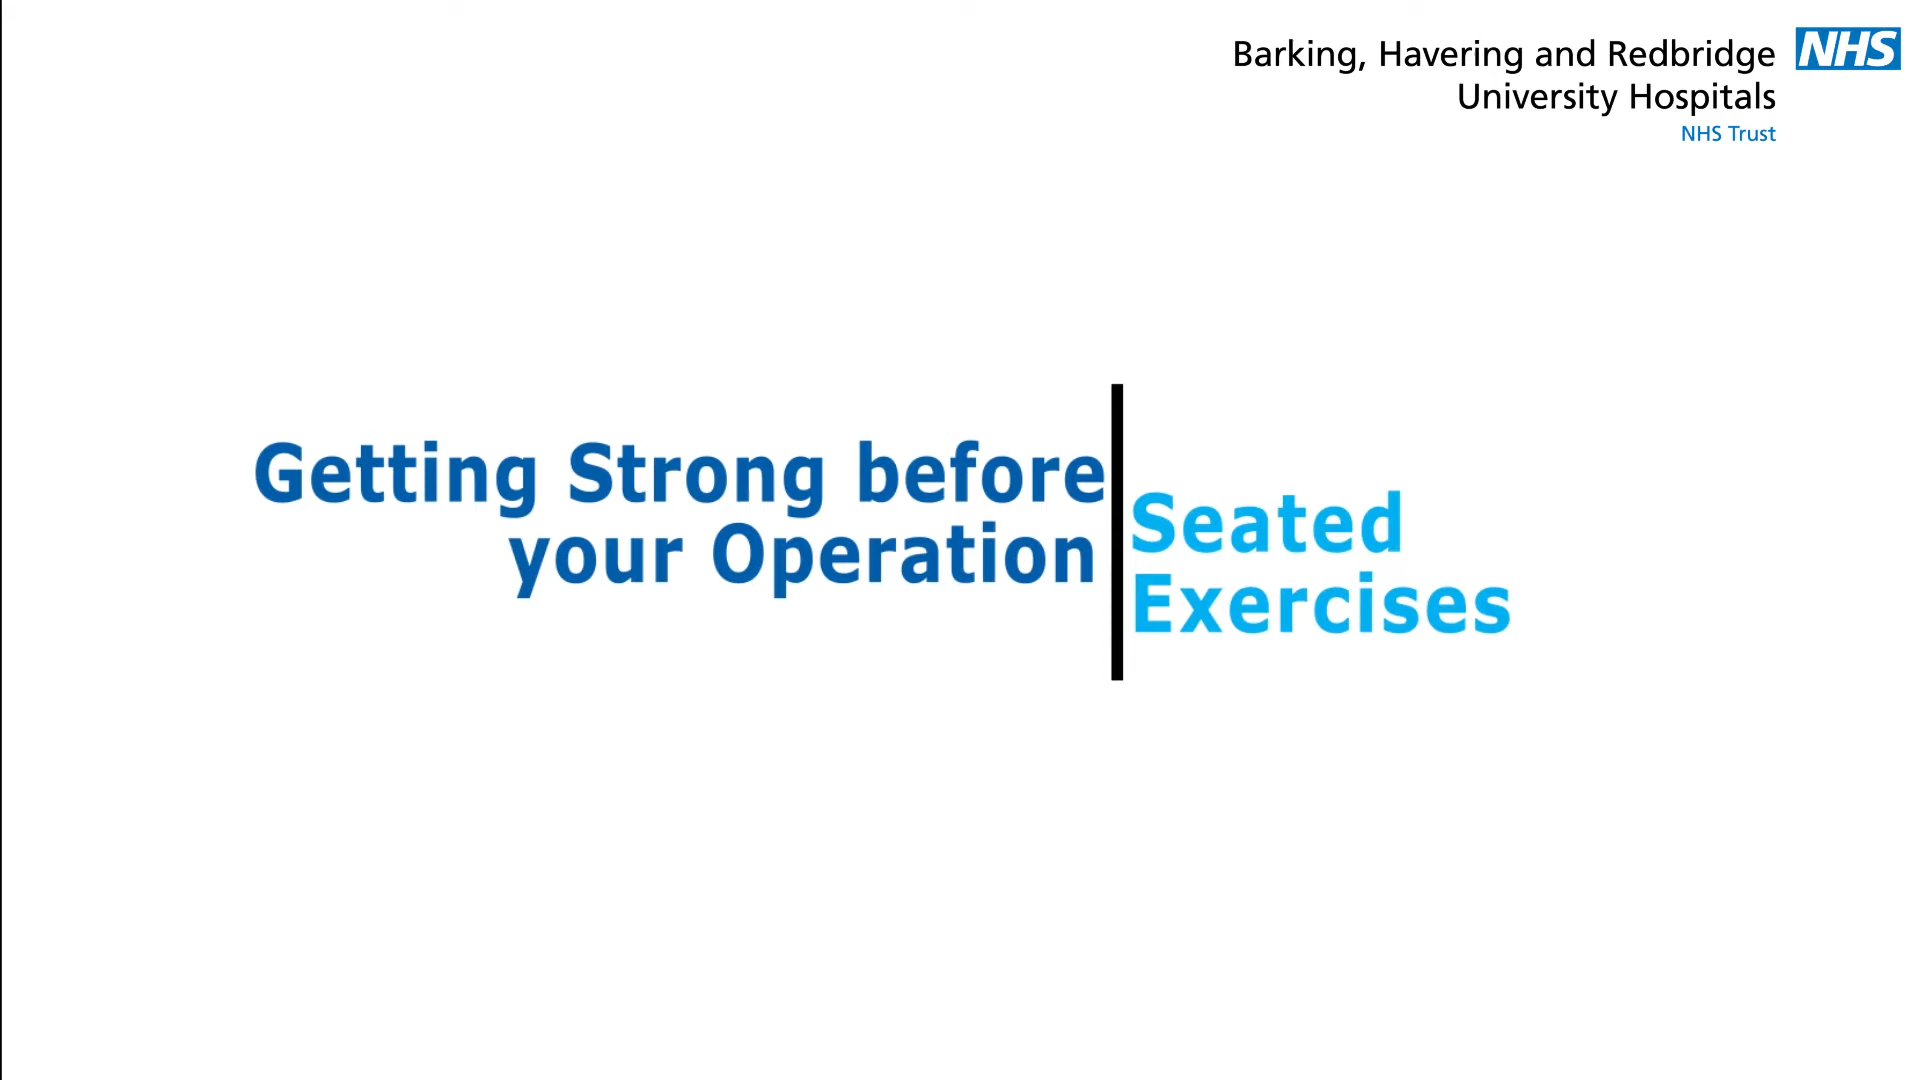 Barking, Havering and Redbridge NHS
University Hospitals
NHS Trust
Getting Strong before
your Operation
Seated
Exercises